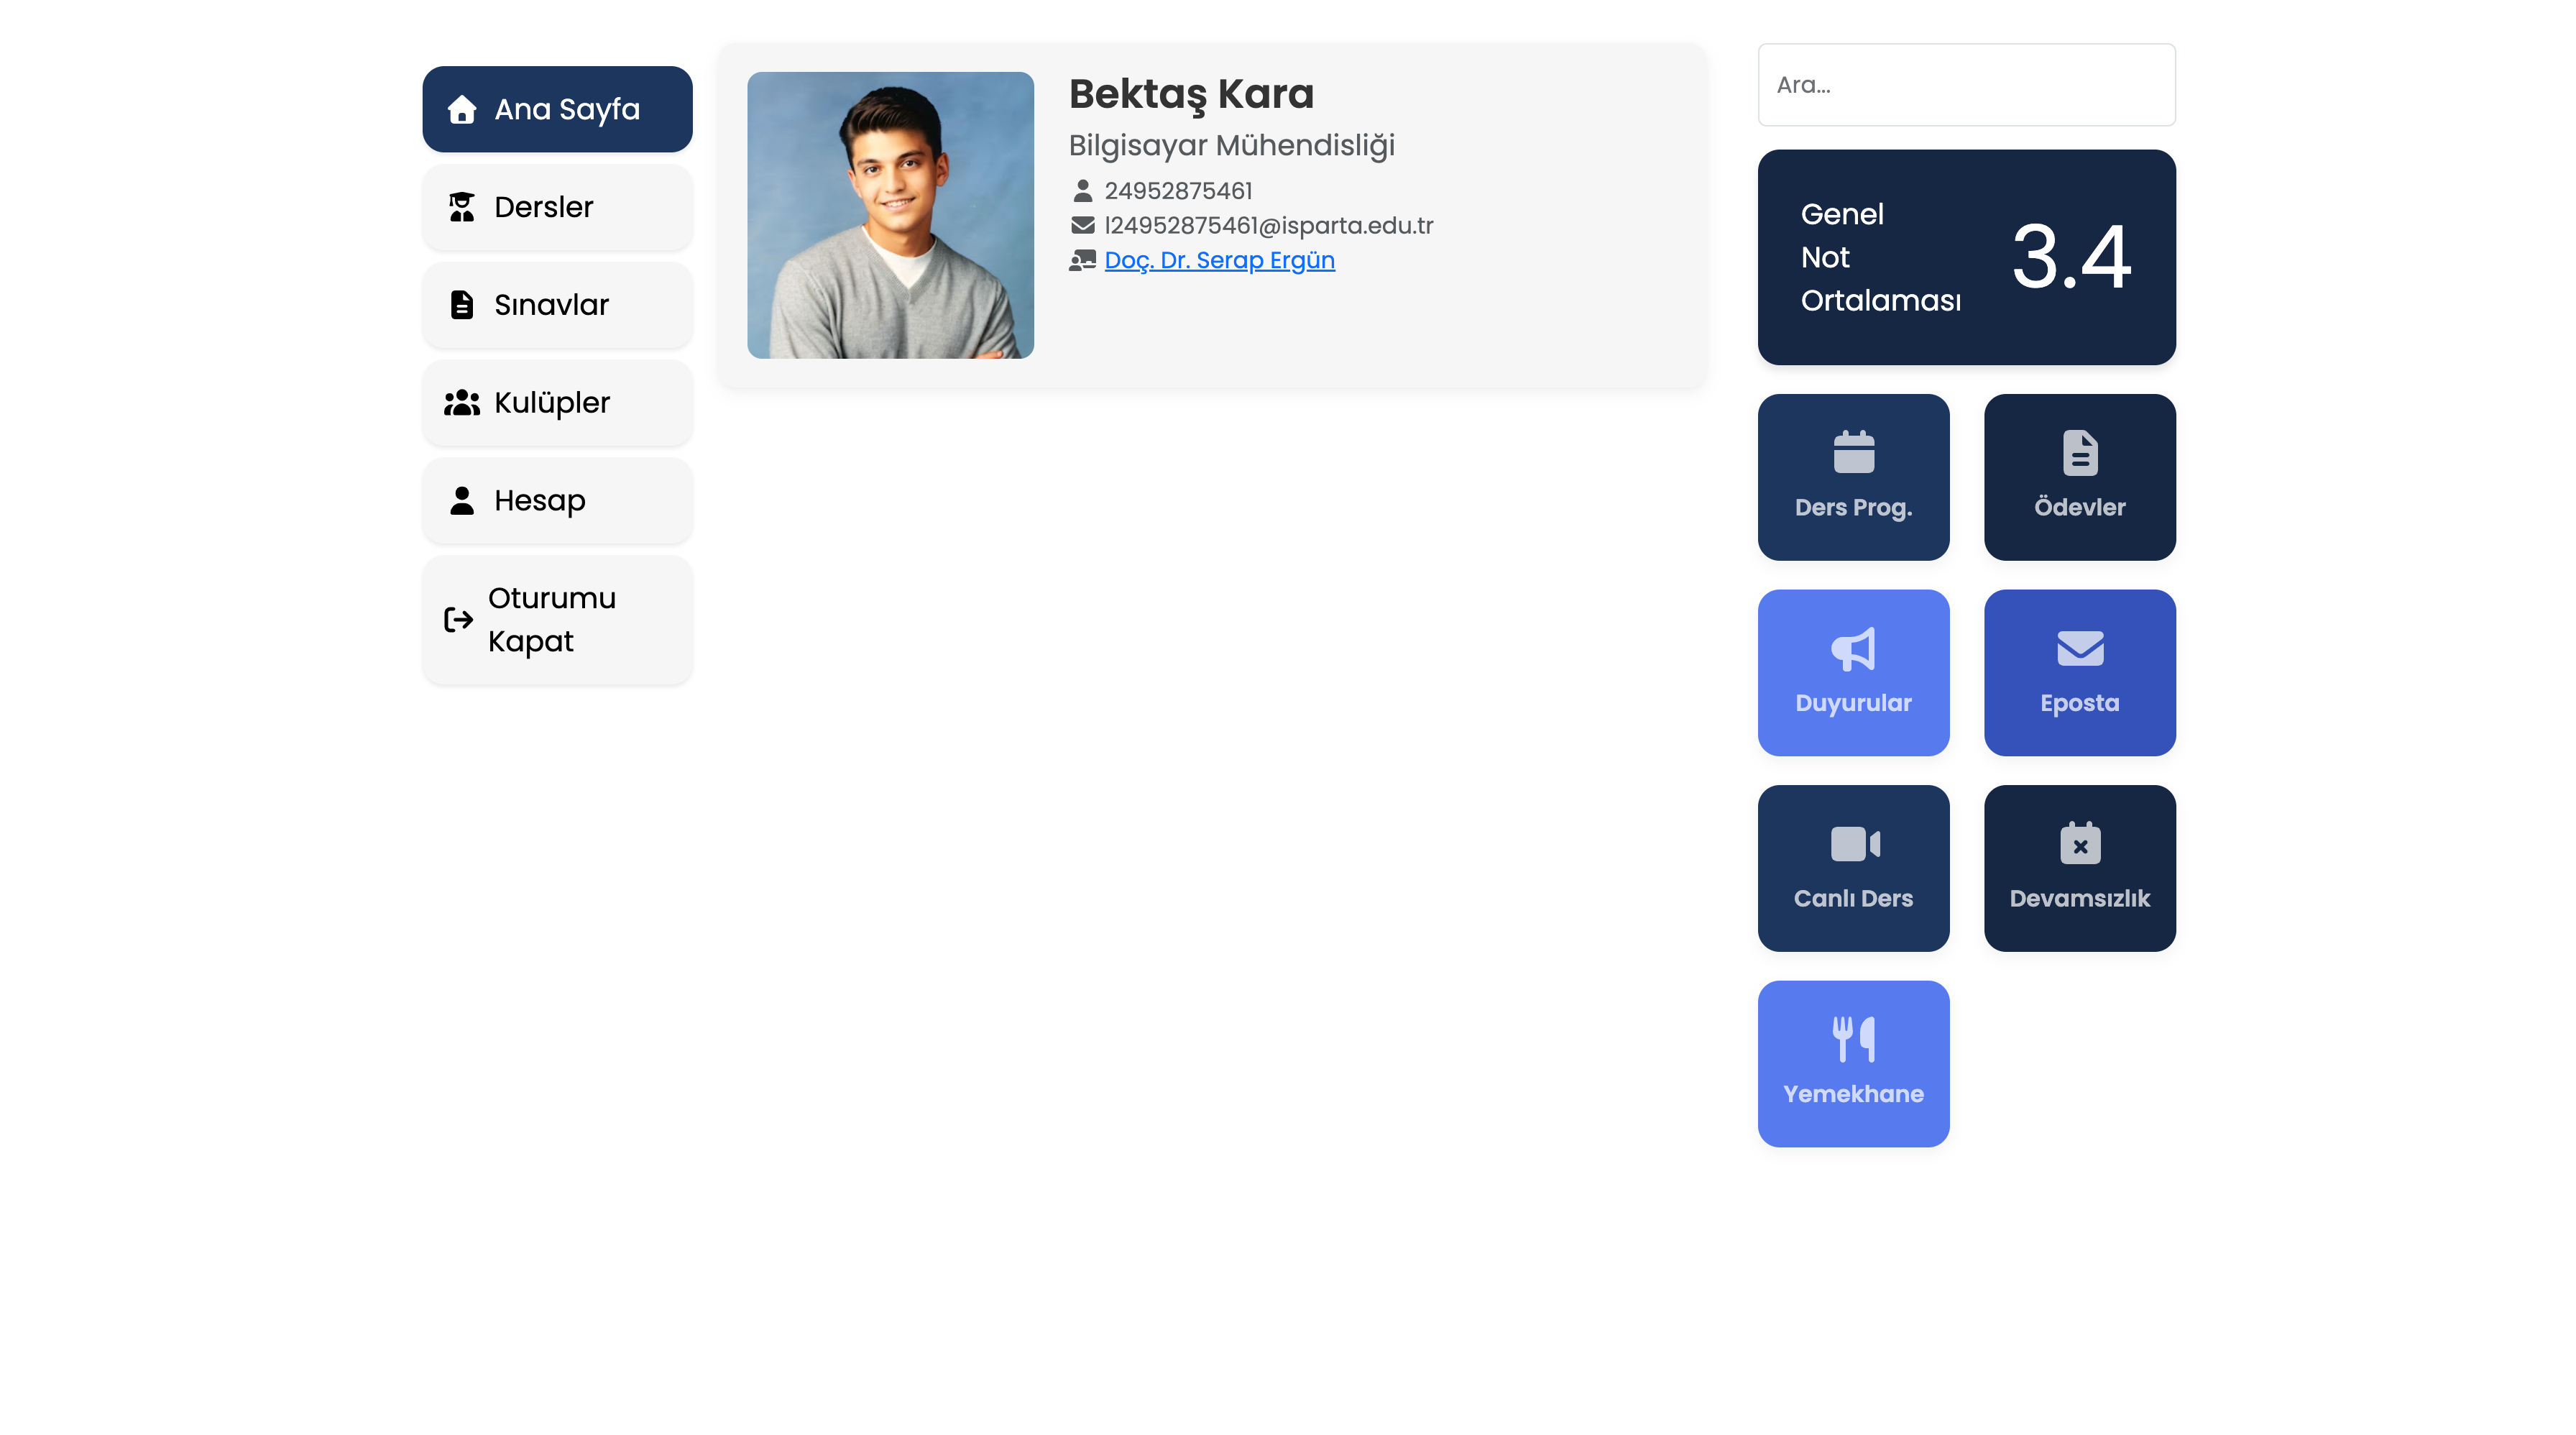 Ana Sayfa
Dersler
Sınavlar
Kulüpler
Hesap
Oturumu
Kapat
Bektaş Kara
Bilgisayar Mühendisliği
24952875461
l24952875461@isparta.edu.tr
Doç. Dr. Serap Ergün
Ara...
Genel
Not
Ortalaması
3.4
Ders Prog.
Ödevler
Duyurular
Eposta
Canlı Ders
Devamsızlık
Yemekhane